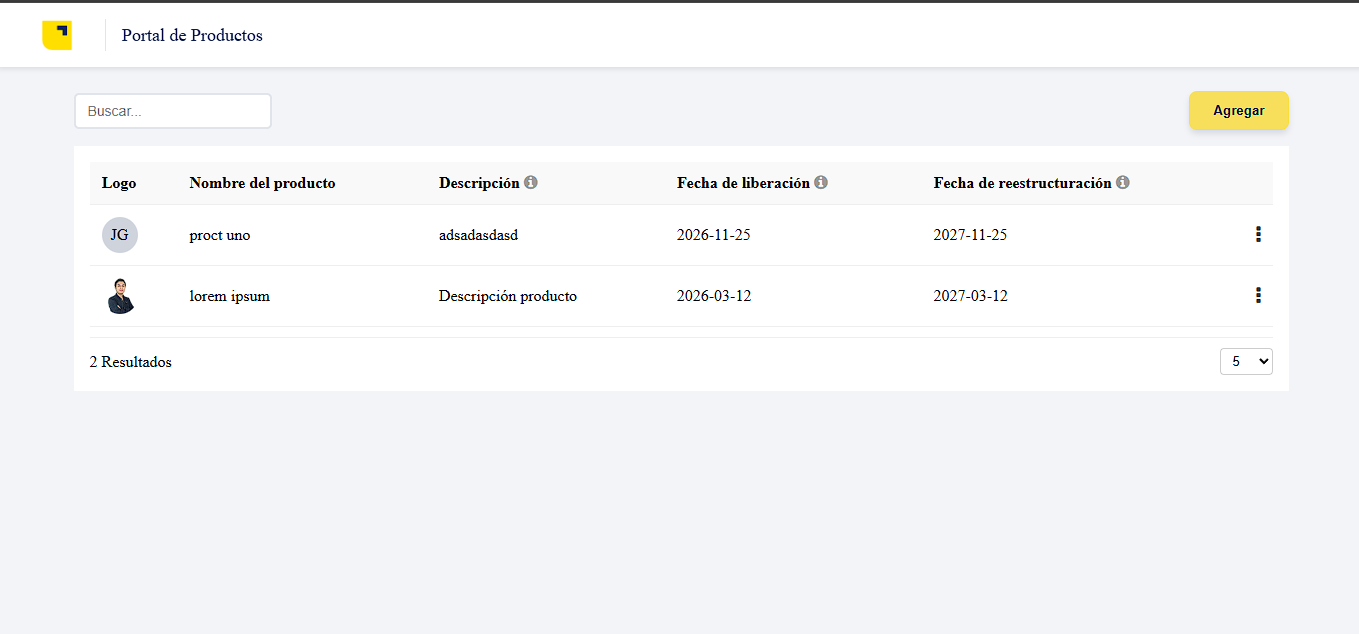 Portal de Productos
Buscar...
Agregar
Logo Nombre del producto Descripción Fecha de liberación Fecha de reestructuración
JG proct uno adsadasdasd 2026-11-25 2027-11-25
lorem ipsum Descripción producto 2026-03-12 2027-03-12
2 Resultados 5